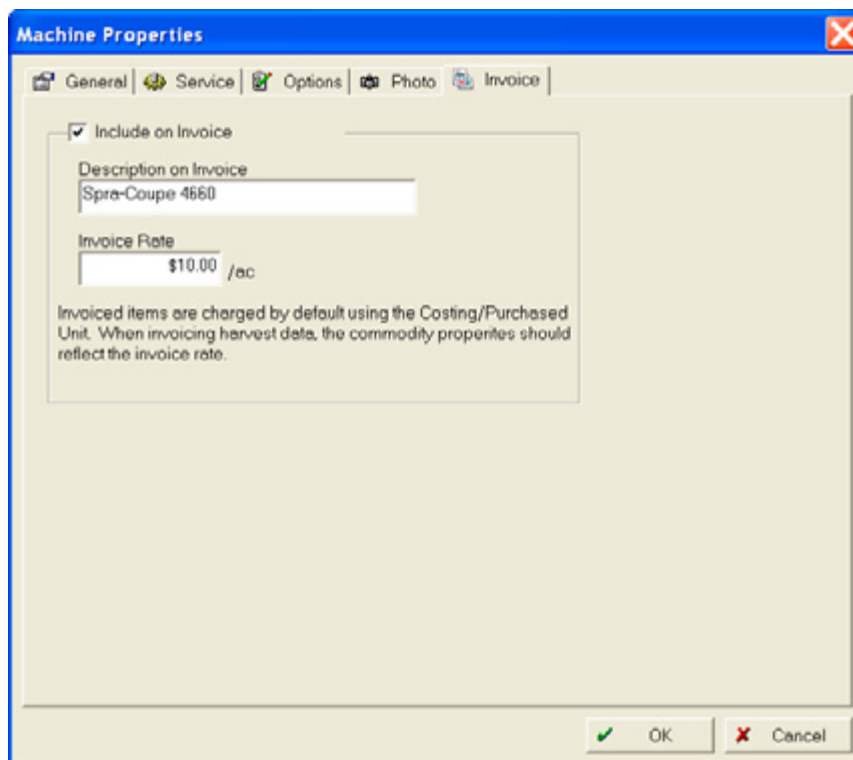 Machine Properties
General Service Options Photo Invoice
Include on Invoice
Description on Invoice
Spra-Coupe 4660
Invoice Rate
$10.00 /ac
Invoiced items are charged by default using the Costing/Purchased
Unit. When invoicing harvest data, the commodity properites should
reflect the invoice rate.
OK Cancel